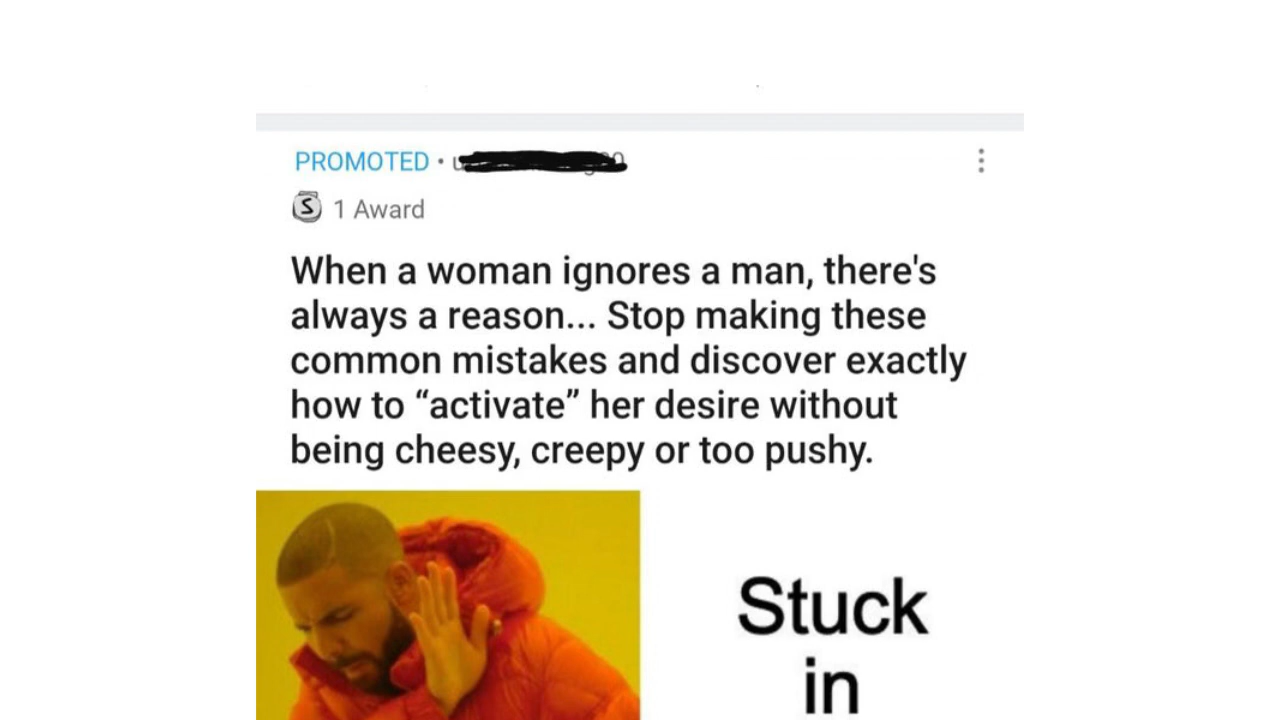 PROMOTED •
1 Award
When a woman ignores a man, there's
always a reason... Stop making these
common mistakes and discover exactly
how to “activate” her desire without
being cheesy, creepy or too pushy.
Stuck
in